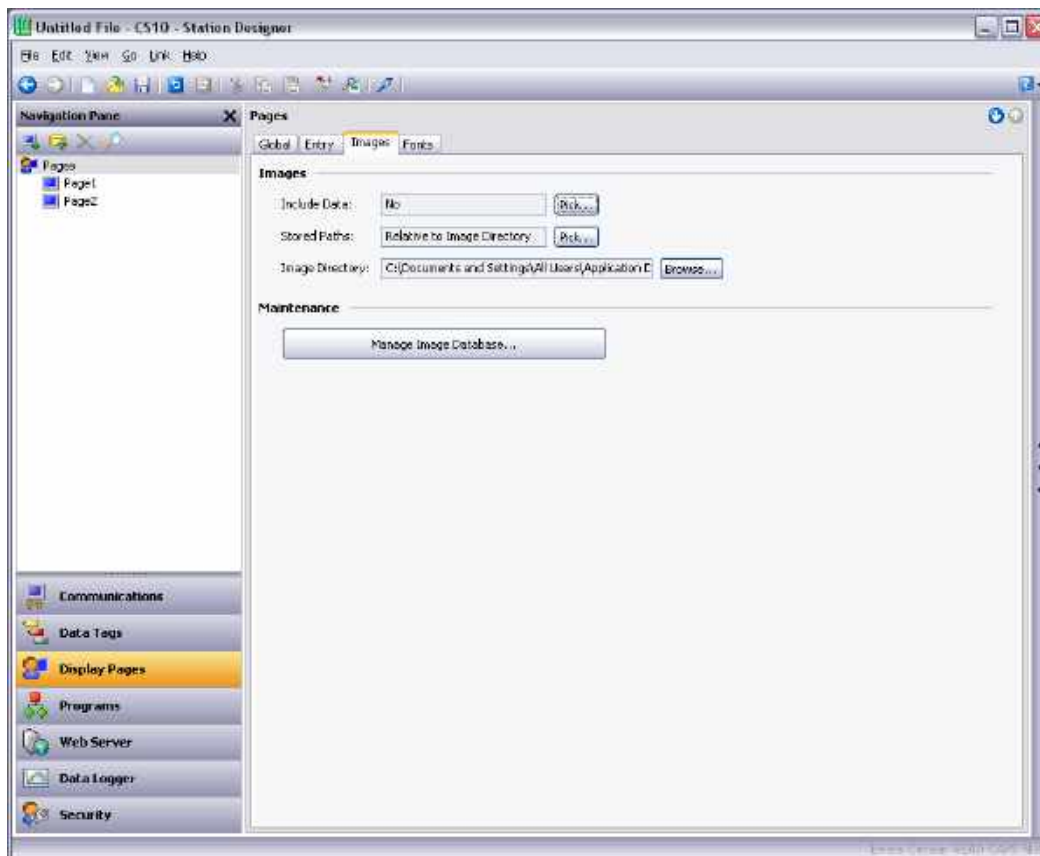 Untitled File - CS10 - Station Designer
File Edit View Go Link Help
Navigation Pane
Pages
Page1
Page2
Communications
Data Tags
Display Pages
Programs
Web Server
Data Logger
Security
Pages
Global Entry Images Fonts
Images
Include Data: No Pick...
Stored Paths: Relative to Image Directory Pick...
Image Directory: C:\Documents and Settings\All Users\Application D Browse...
Maintenance
Manage Image Database...